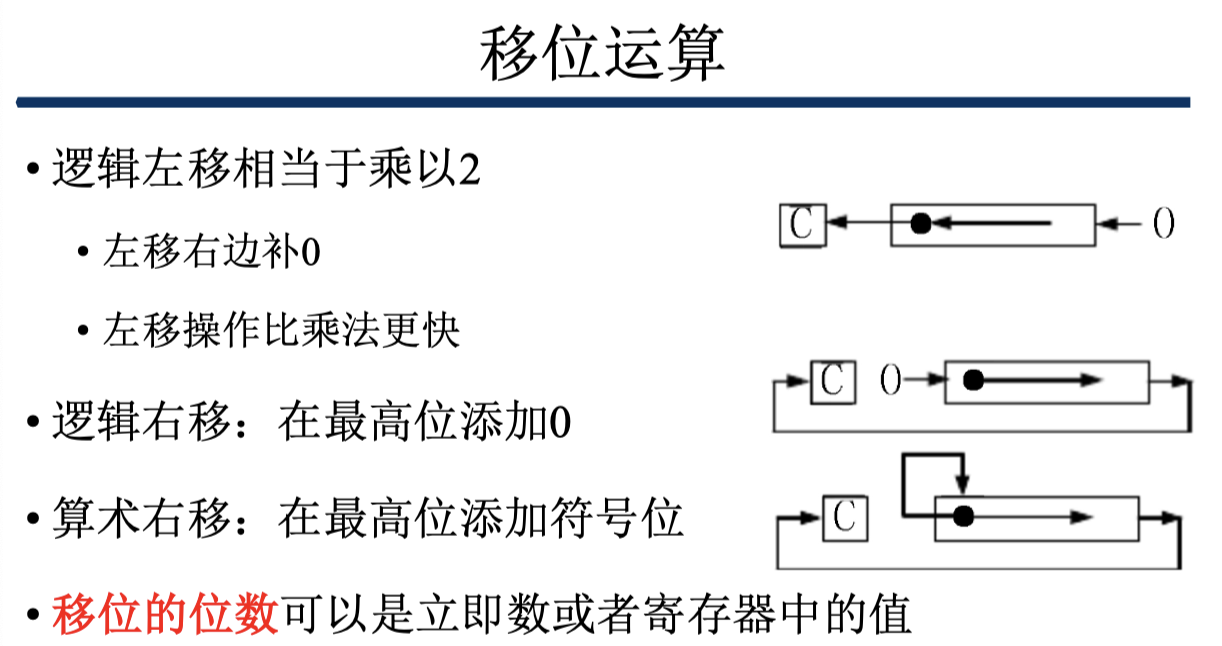 移位运算
• 逻辑左移相当于乘以2
• 左移右边补0
• 左移操作比乘法更快
• 逻辑右移：在最高位添加0
• 算术右移：在最高位添加符号位
• 移位的位数可以是立即数或者寄存器中的值
C 0
C 0
C